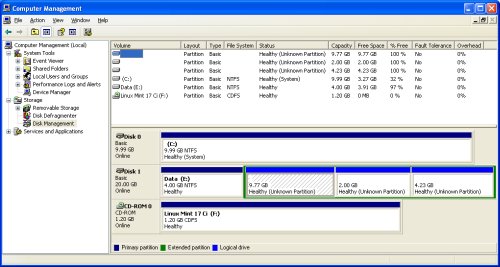 Computer Management
File Action View Window Help
Computer Management (Local)
System Tools
Event Viewer
Shared Folders
Local Users and Groups
Performance Logs and Alerts
Device Manager
Storage
Removable Storage
Disk Defragmenter
Disk Management
Services and Applications
Volume Layout Type File System Status Capacity Free Space % Free Fault Tolerance Overhead
Partition Basic Healthy (Unknown Partition) 9.77 GB 9.77 GB 100 % No 0%
Partition Basic Healthy (Unknown Partition) 2.00 GB 2.00 GB 100 % No 0%
Partition Basic Healthy (Unknown Partition) 4.23 GB 4.23 GB 100 % No 0%
(C:) Partition Basic NTFS Healthy (System) 9.99 GB 3.27 GB 32 % No 0%
Data (E:) Partition Basic NTFS Healthy 4.00 GB 3.91 GB 97 % No 0%
Linux Mint 17 Ci (F:) Partition Basic CDFS Healthy 1.20 GB 0 MB 0 % No 0%
Disk 0
Basic
9.99 GB
Online
(C:)
9.99 GB NTFS
Healthy (System)
Disk 1
Basic
20.00 GB
Online
Data (E:)
4.00 GB NTFS
Healthy
9.77 GB
Healthy (Unknown Partition)
2.00 GB
Healthy (Unknown Partition)
4.23 GB
Healthy (Unknown Partition)
CD-ROM 0
CD-ROM
1.20 GB
Online
Linux Mint 17 Ci (F:)
1.20 GB CDFS
Healthy
Primary partition Extended partition Logical drive